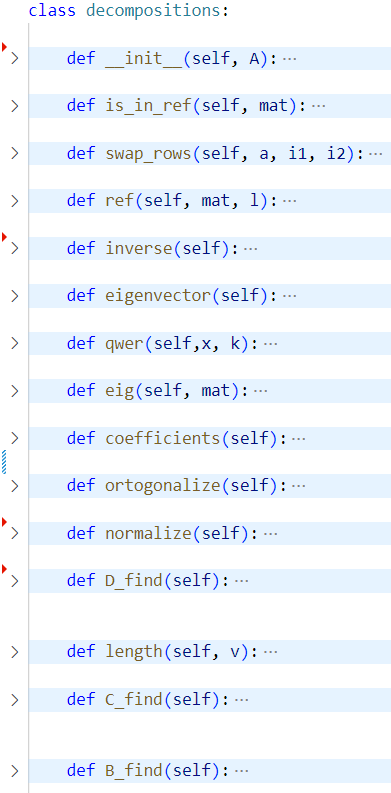 class decompositions:
def __init__(self, A):···
def is_in_ref(self, mat):···
def swap_rows(self, a, i1, i2):···
def ref(self, mat, l):···
def inverse(self):···
def eigenvector(self):···
def qwer(self,x, k):···
def eig(self, mat):···
def coefficients(self):···
def ortogonalize(self):···
def normalize(self):···
def D_find(self):···
def length(self, v):···
def C_find(self):···
def B_find(self):···